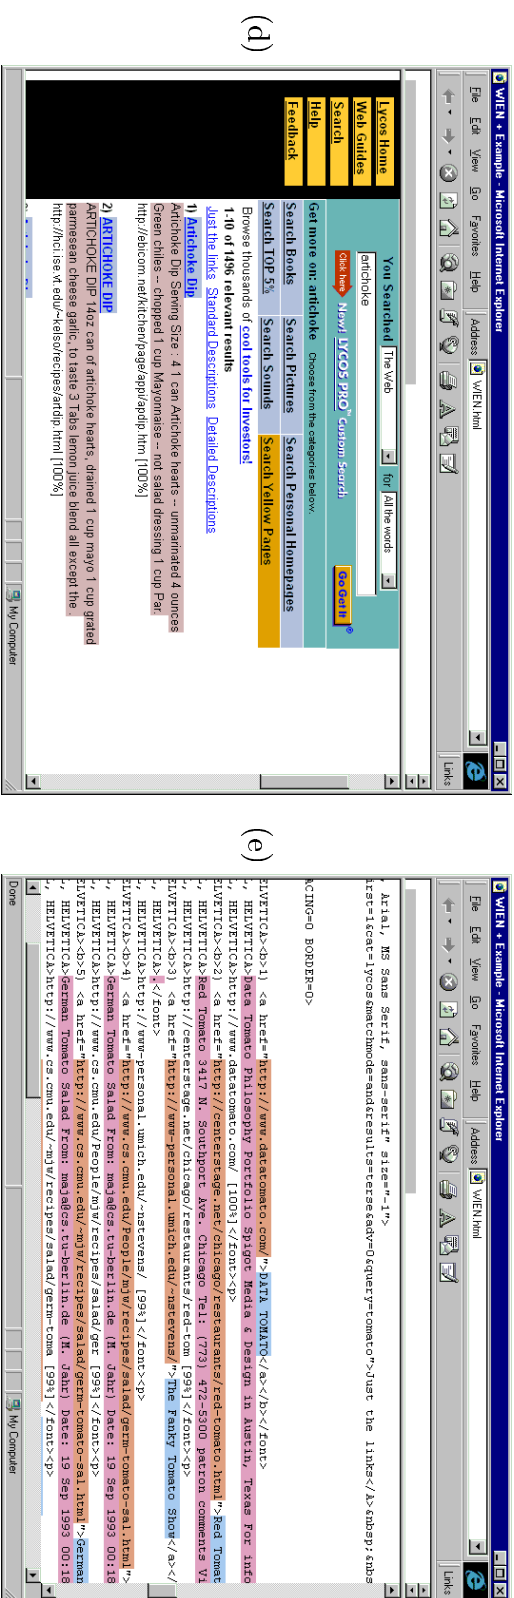 (d)
WIEN + Example - Microsoft Internet Explorer
File Edit View Go Favorites Help
Address WIEN.html
Links
Lycos Home
Web Guides
Search
Help
Feedback
You Searched The Web for All the words
artichoke
Go Get It
Click here New! LYCOS PRO™ Custom Search
Get more on: artichoke Choose from the categories below.
Search Books Search Pictures Search Personal Homepages
Search TOP 5% Search Sounds Search Yellow Pages
Browse thousands of cool tools for Investors!
1-10 of 1496 relevant results
Just the links Standard Descriptions Detailed Descriptions
1) Artichoke Dip
Artichoke Dip Serving Size : 4 1 can Artichoke hearts -- unmarinated 4 ounces
Green chiles -- chopped 1 cup Mayonnaise -- not salad dressing 1 cup Par.
http://ebicom.net/kitchen/page/appi/apdip.htm [100%]
2) ARTICHOKE DIP
ARTICHOKE DIP 14oz can of artichoke hearts, drained 1 cup mayo 1 cup grated
parmesean cheese garlic, to taste 3 Tabs lemon juice blend all except the .
http://hci.ise.vt.edu/~kelso/recipes/artdip.html [100%]
My Computer
(e)
WIEN + Example - Microsoft Internet Explorer
File Edit View Go Favorites Help
Address WIEN.html
Links
, Arial, MS Sans Serif, sans-serif" size="-1">
irst=1&cat=lycos&matchmode=and&results=terse&adv=0&query=tomato">Just the links</A>&nbsp;&nbs
ACING=0 BORDER=0>
ELVETICA><b>1) <a href="http://www.datatomato.com/">DATA TOMATO</a></b></font>
, HELVETICA>Data Tomato Philosophy Portfolio Spigot Media & Design in Austin, Texas For info
, HELVETICA>http://www.datatomato.com/ [100%]</font><p>
ELVETICA><b>2) <a href="http://centerstage.net/chicago/restaurants/red-tomato.html">Red Tomat
, HELVETICA>Red Tomato 3417 N. Southport Ave. Chicago Tel: (773) 472-5300 patron comments Vi
, HELVETICA>http://centerstage.net/chicago/restaurants/red-tom [99%]</font><p>
ELVETICA><b>3) <a href="http://www-personal.umich.edu/~nstevens/">The Fanky Tomato Show</a></
, HELVETICA>.</font>
, HELVETICA>http://www-personal.umich.edu/~nstevens/ [99%]</font><p>
ELVETICA><b>4) <a href="http://www.cs.cmu.edu/People/mjw/recipes/salad/germ-tomato-sal.html">
, HELVETICA>German Tomato Salad From: maja@cs.tu-berlin.de (M. Jahr) Date: 19 Sep 1993 00:18
, HELVETICA>http://www.cs.cmu.edu/People/mjw/recipes/salad/ger [99%]</font><p>
ELVETICA><b>5) <a href="http://www.cs.cmu.edu/~mjw/recipes/salad/germ-tomato-sal.html">German
, HELVETICA>German Tomato Salad From: maja@cs.tu-berlin.de (M. Jahr) Date: 19 Sep 1993 00:18
, HELVETICA>http://www.cs.cmu.edu/~mjw/recipes/salad/germ-toma [99%]</font><p>
Done
My Computer